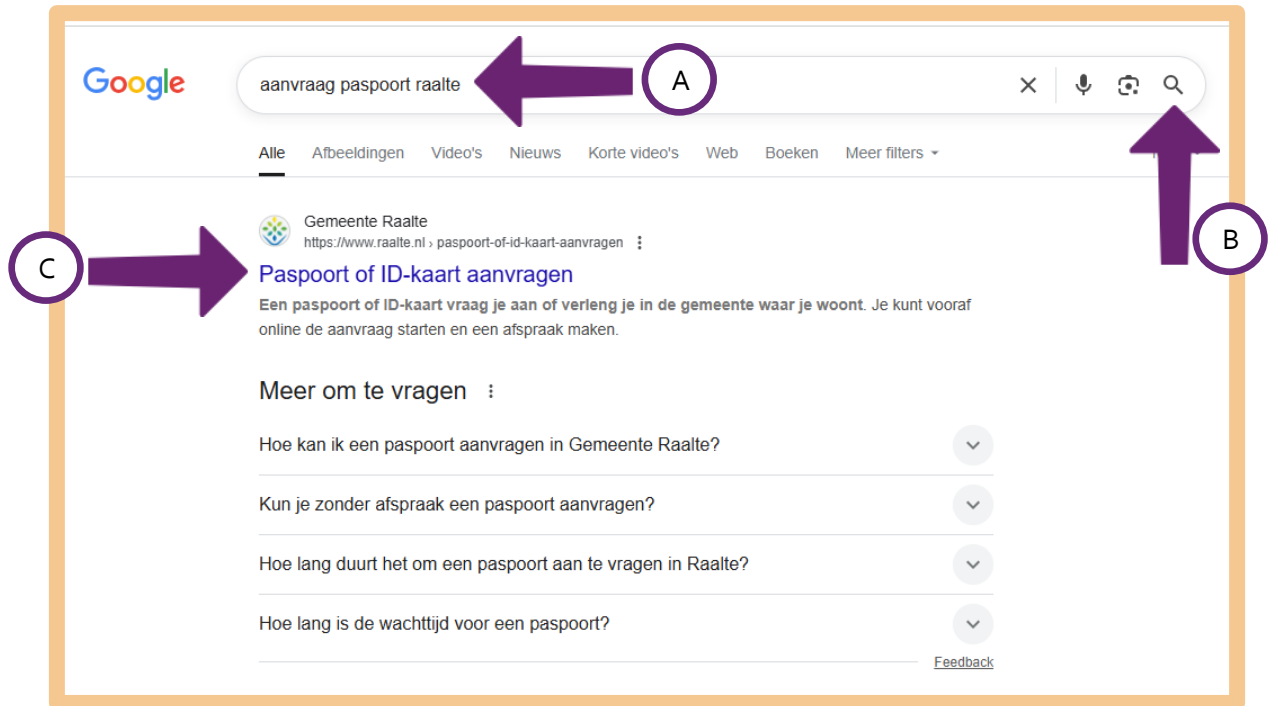 Google
aanvraag paspoort raalte
A
Alle Afbeeldingen Video's Nieuws Korte video's Web Boeken Meer filters
B
Gemeente Raalte
https://www.raalte.nl › paspoort-of-id-kaart-aanvragen
C
Paspoort of ID-kaart aanvragen
Een paspoort of ID-kaart vraag je aan of verleng je in de gemeente waar je woont. Je kunt vooraf
online de aanvraag starten en een afspraak maken.
Meer om te vragen
Hoe kan ik een paspoort aanvragen in Gemeente Raalte?
Kun je zonder afspraak een paspoort aanvragen?
Hoe lang duurt het om een paspoort aan te vragen in Raalte?
Hoe lang is de wachttijd voor een paspoort?
Feedback